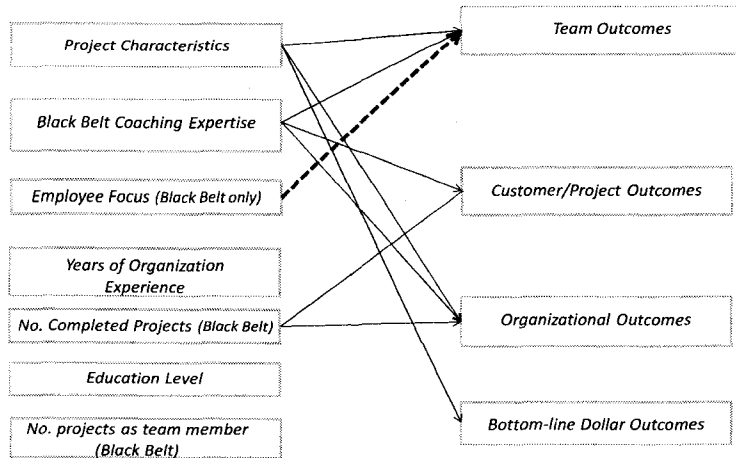 Project Characteristics
Black Belt Coaching Expertise
Employee Focus (Black Belt only)
Years of Organization
Experience
No. Completed Projects (Black Belt)
Education Level
No. projects as team member
(Black Belt)
Team Outcomes
Customer/Project Outcomes
Organizational Outcomes
Bottom-line Dollar Outcomes